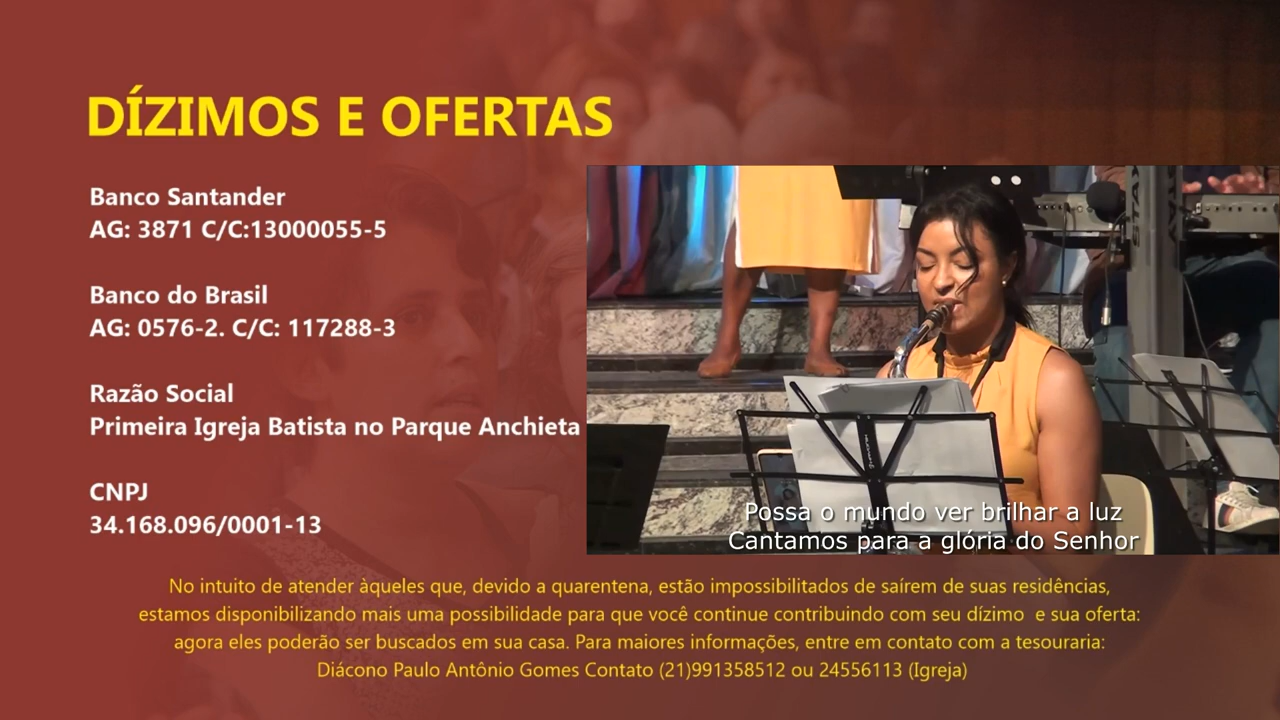 DÍZIMOS E OFERTAS
Banco Santander
AG: 3871 C/C:13000055-5
Banco do Brasil
AG: 0576-2. C/C: 117288-3
Razão Social
Primeira Igreja Batista no Parque Anchieta
CNPJ
34.168.096/0001-13
Possa o mundo ver brilhar a luz
Cantamos para a glória do Senhor
No intuito de atender àqueles que, devido a quarentena, estão impossibilitados de saírem de suas residências,
estamos disponibilizando mais uma possibilidade para que você continue contribuindo com seu dízimo e sua oferta:
agora eles poderão ser buscados em sua casa. Para maiores informações, entre em contato com a tesouraria:
Diácono Paulo Antônio Gomes Contato (21)991358512 ou 24556113 (Igreja)